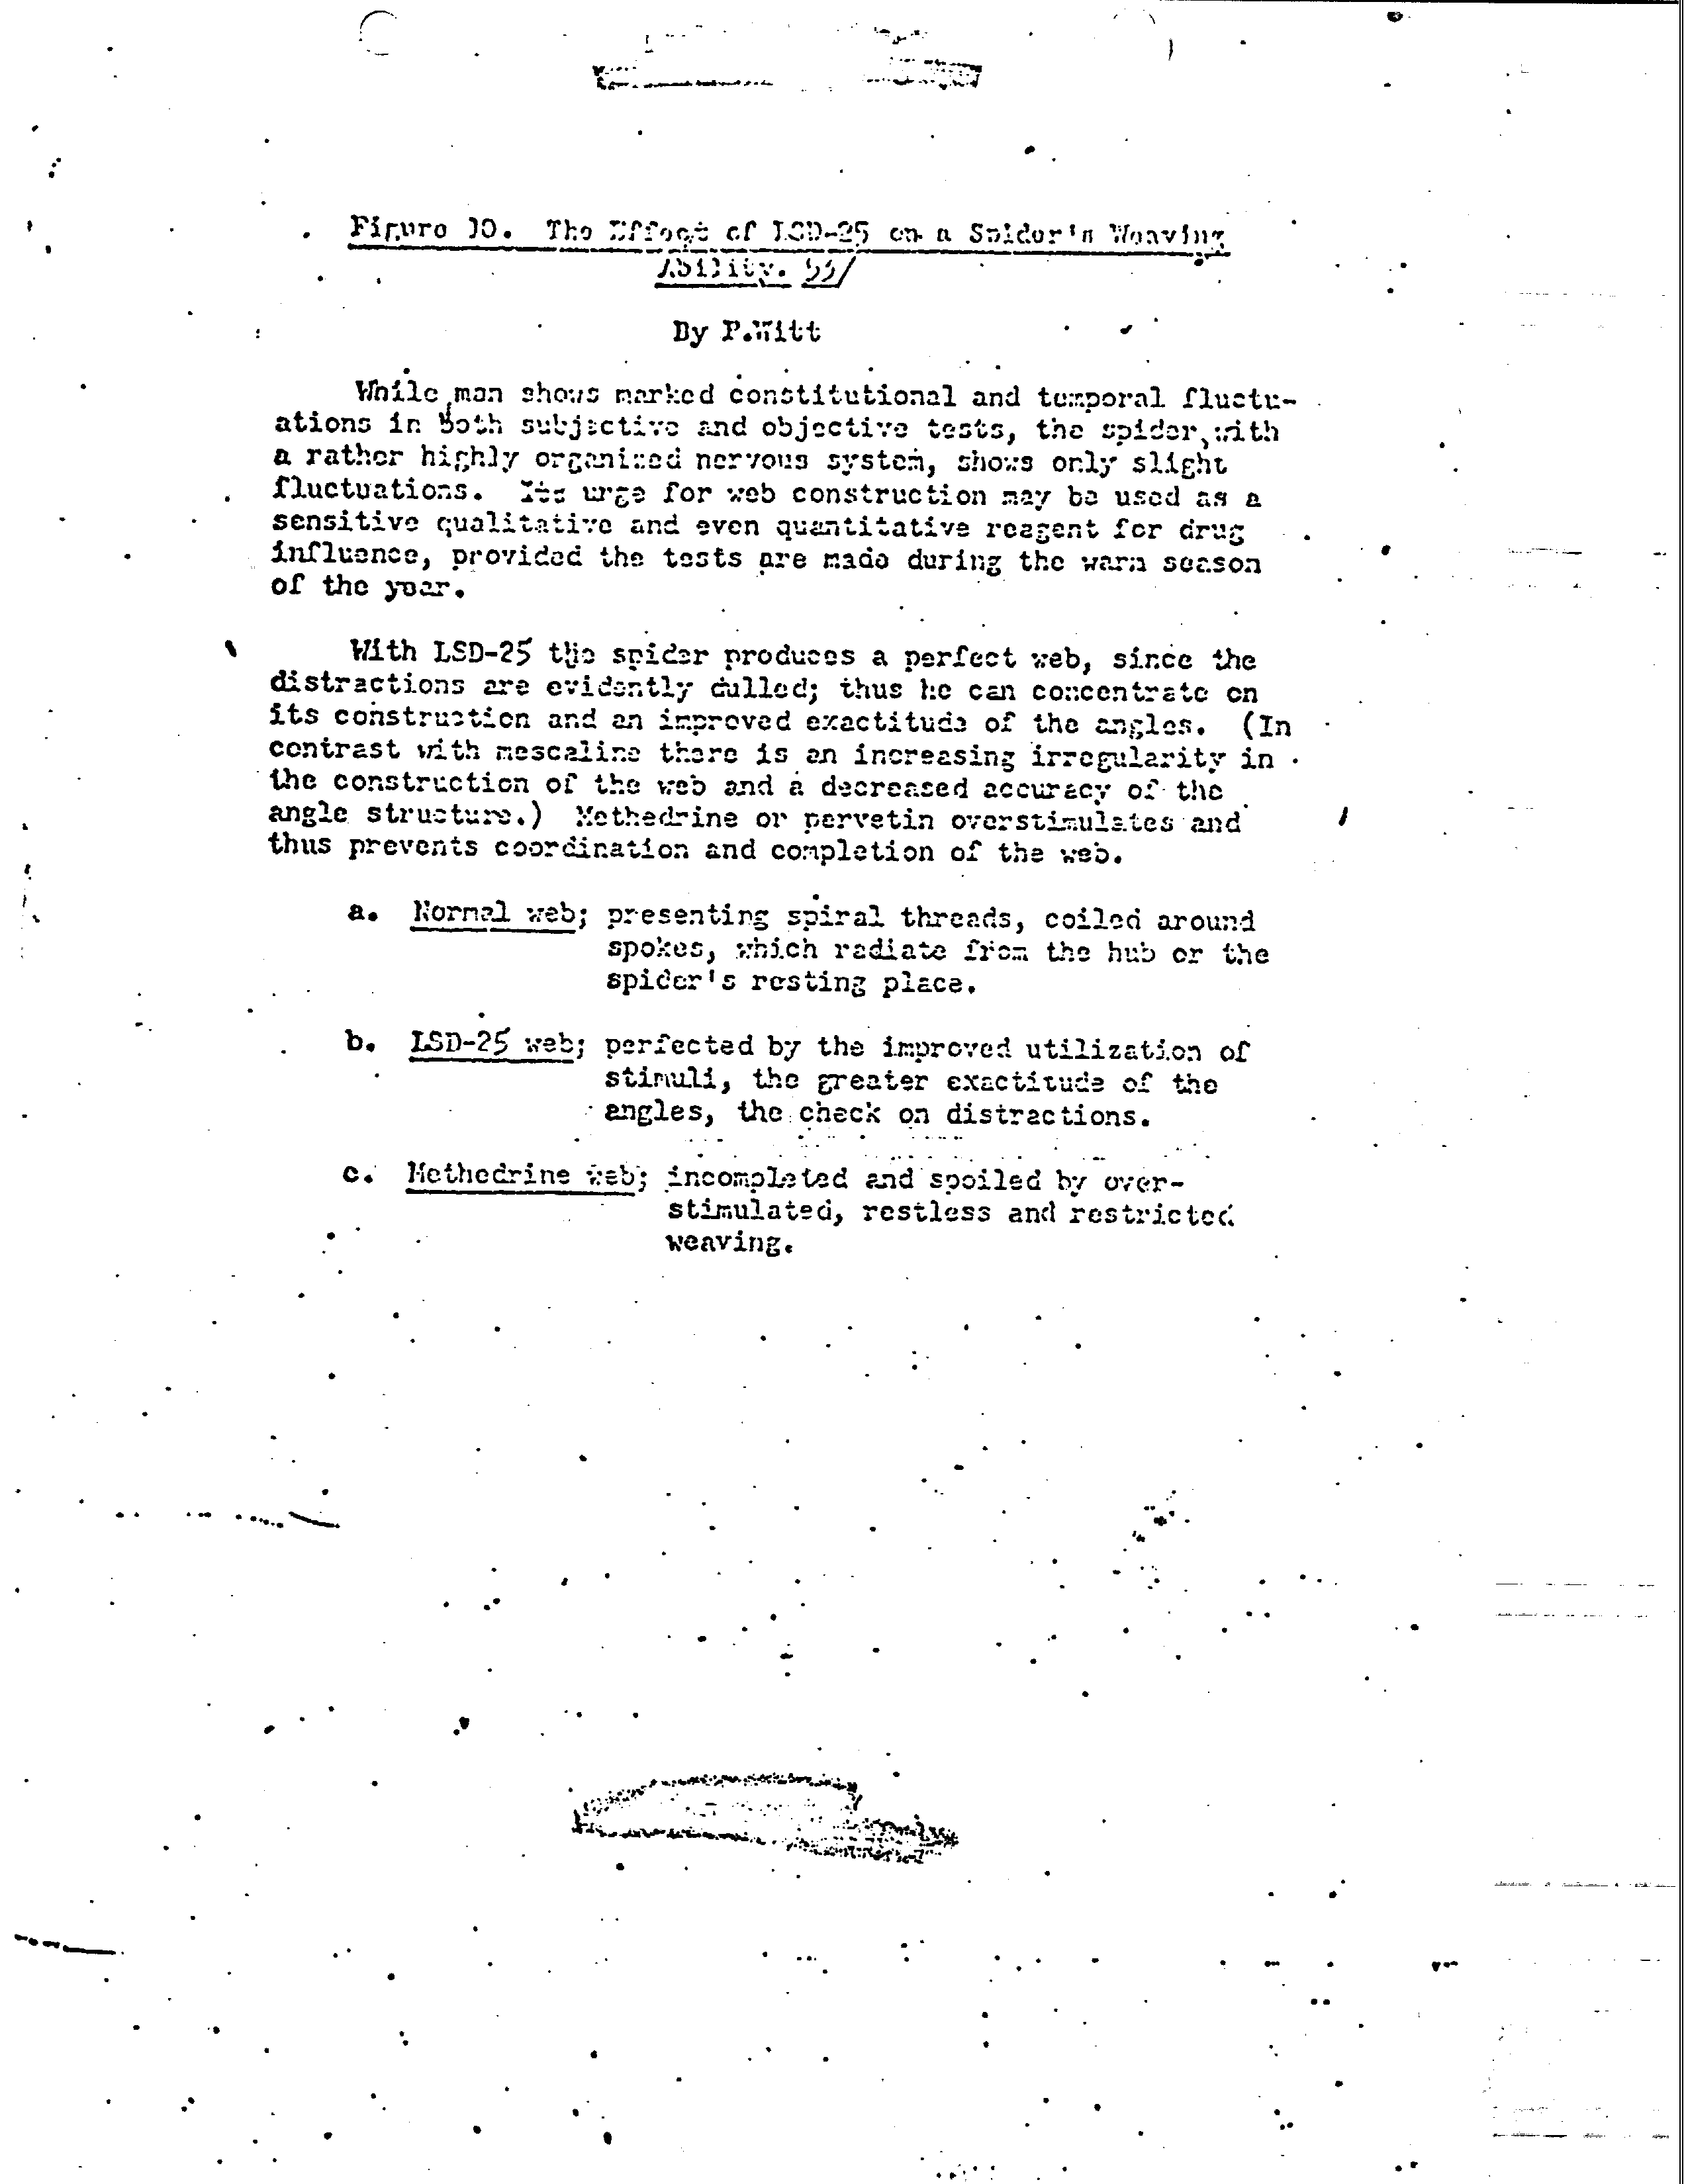 Figure 10. The Effect of LSD-25 on a Spider's Weaving
Ability. 55/
By P.Witt
While man shows marked constitutional and temporal fluctu-
ations in both subjective and objective tests, the spider, with
a rather highly organized nervous system, shows only slight
fluctuations. Its urge for web construction may be used as a
sensitive qualitative and even quantitative reagent for drug
influence, provided the tests are made during the warm season
of the year.
With LSD-25 the spider produces a perfect web, since the
distractions are evidently dulled; thus he can concentrate on
its construction and an improved exactitude of the angles. (In
contrast with mescaline there is an increasing irregularity in
the construction of the web and a decreased accuracy of the
angle structure.) Methedrine or pervetin overstimulates and
thus prevents coordination and completion of the web.
a. Normal web; presenting spiral threads, coiled around
spokes, which radiate from the hub or the
spider's resting place.
b. LSD-25 web; perfected by the improved utilization of
stimuli, the greater exactitude of the
angles, the check on distractions.
c. Methedrine web; incompleted and spoiled by over-
stimulated, restless and restricted
weaving.